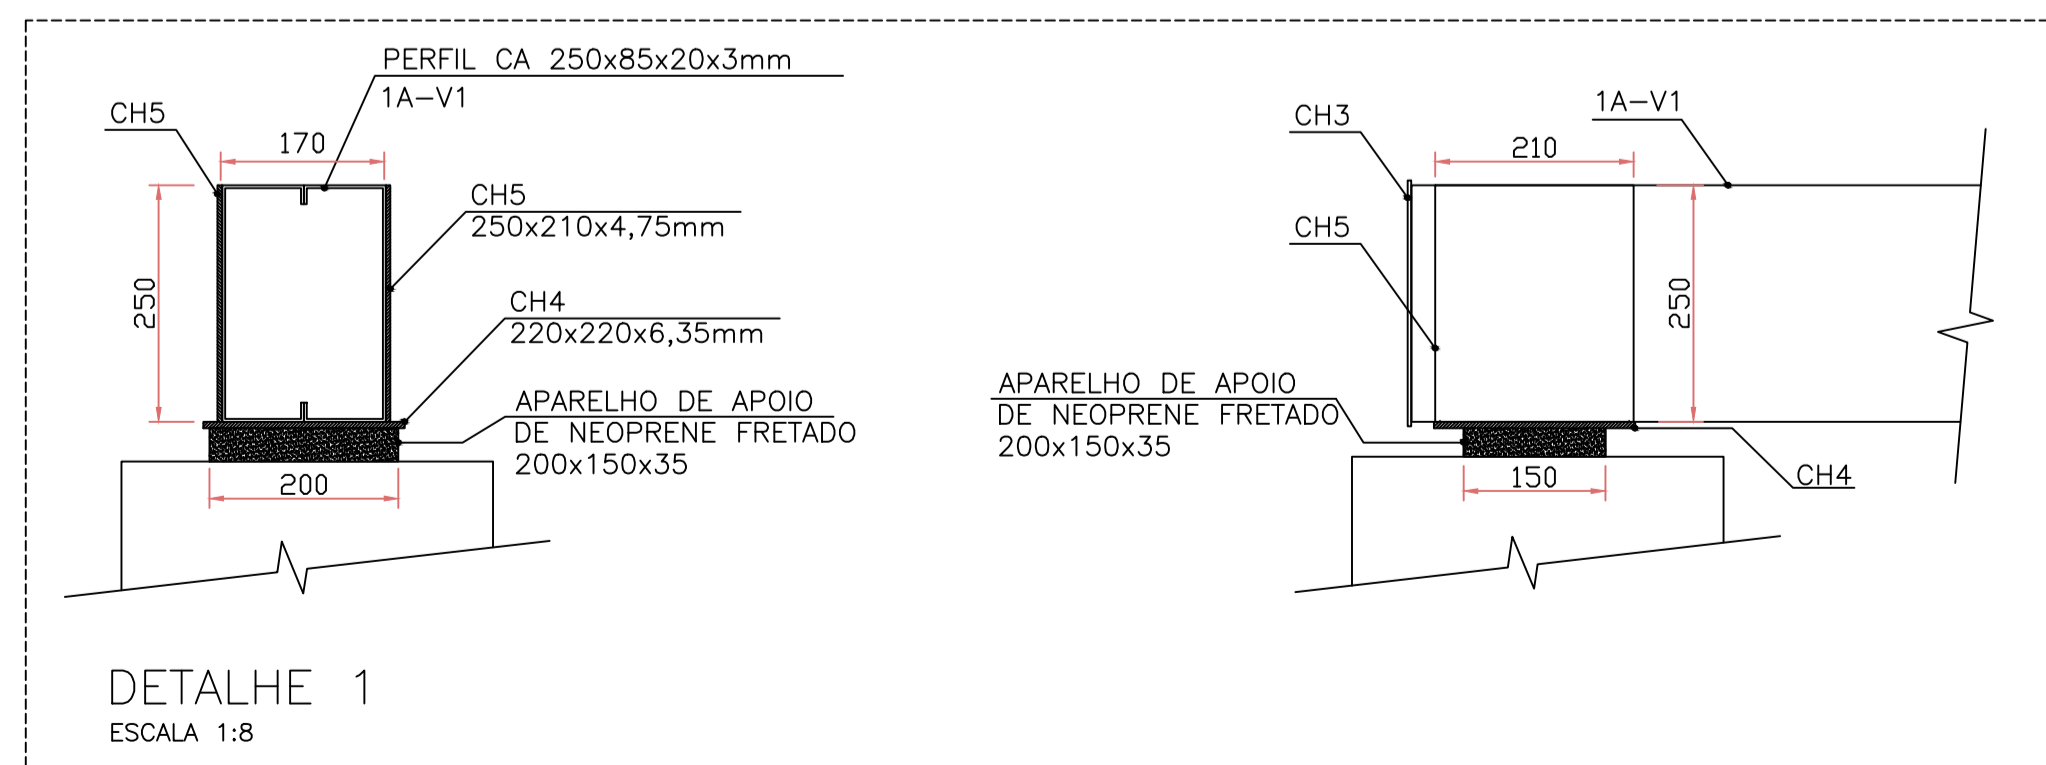 PERFIL CA 250x85x20x3mm
1A-V1
CH5
170
250
CH5
250x210x4,75mm
CH4
220x220x6,35mm
APARELHO DE APOIO
DE NEOPRENE FRETADO
200x150x35
200
CH3
1A-V1
210
CH5
250
APARELHO DE APOIO
DE NEOPRENE FRETADO
200x150x35
150
CH4
DETALHE 1
ESCALA 1:8